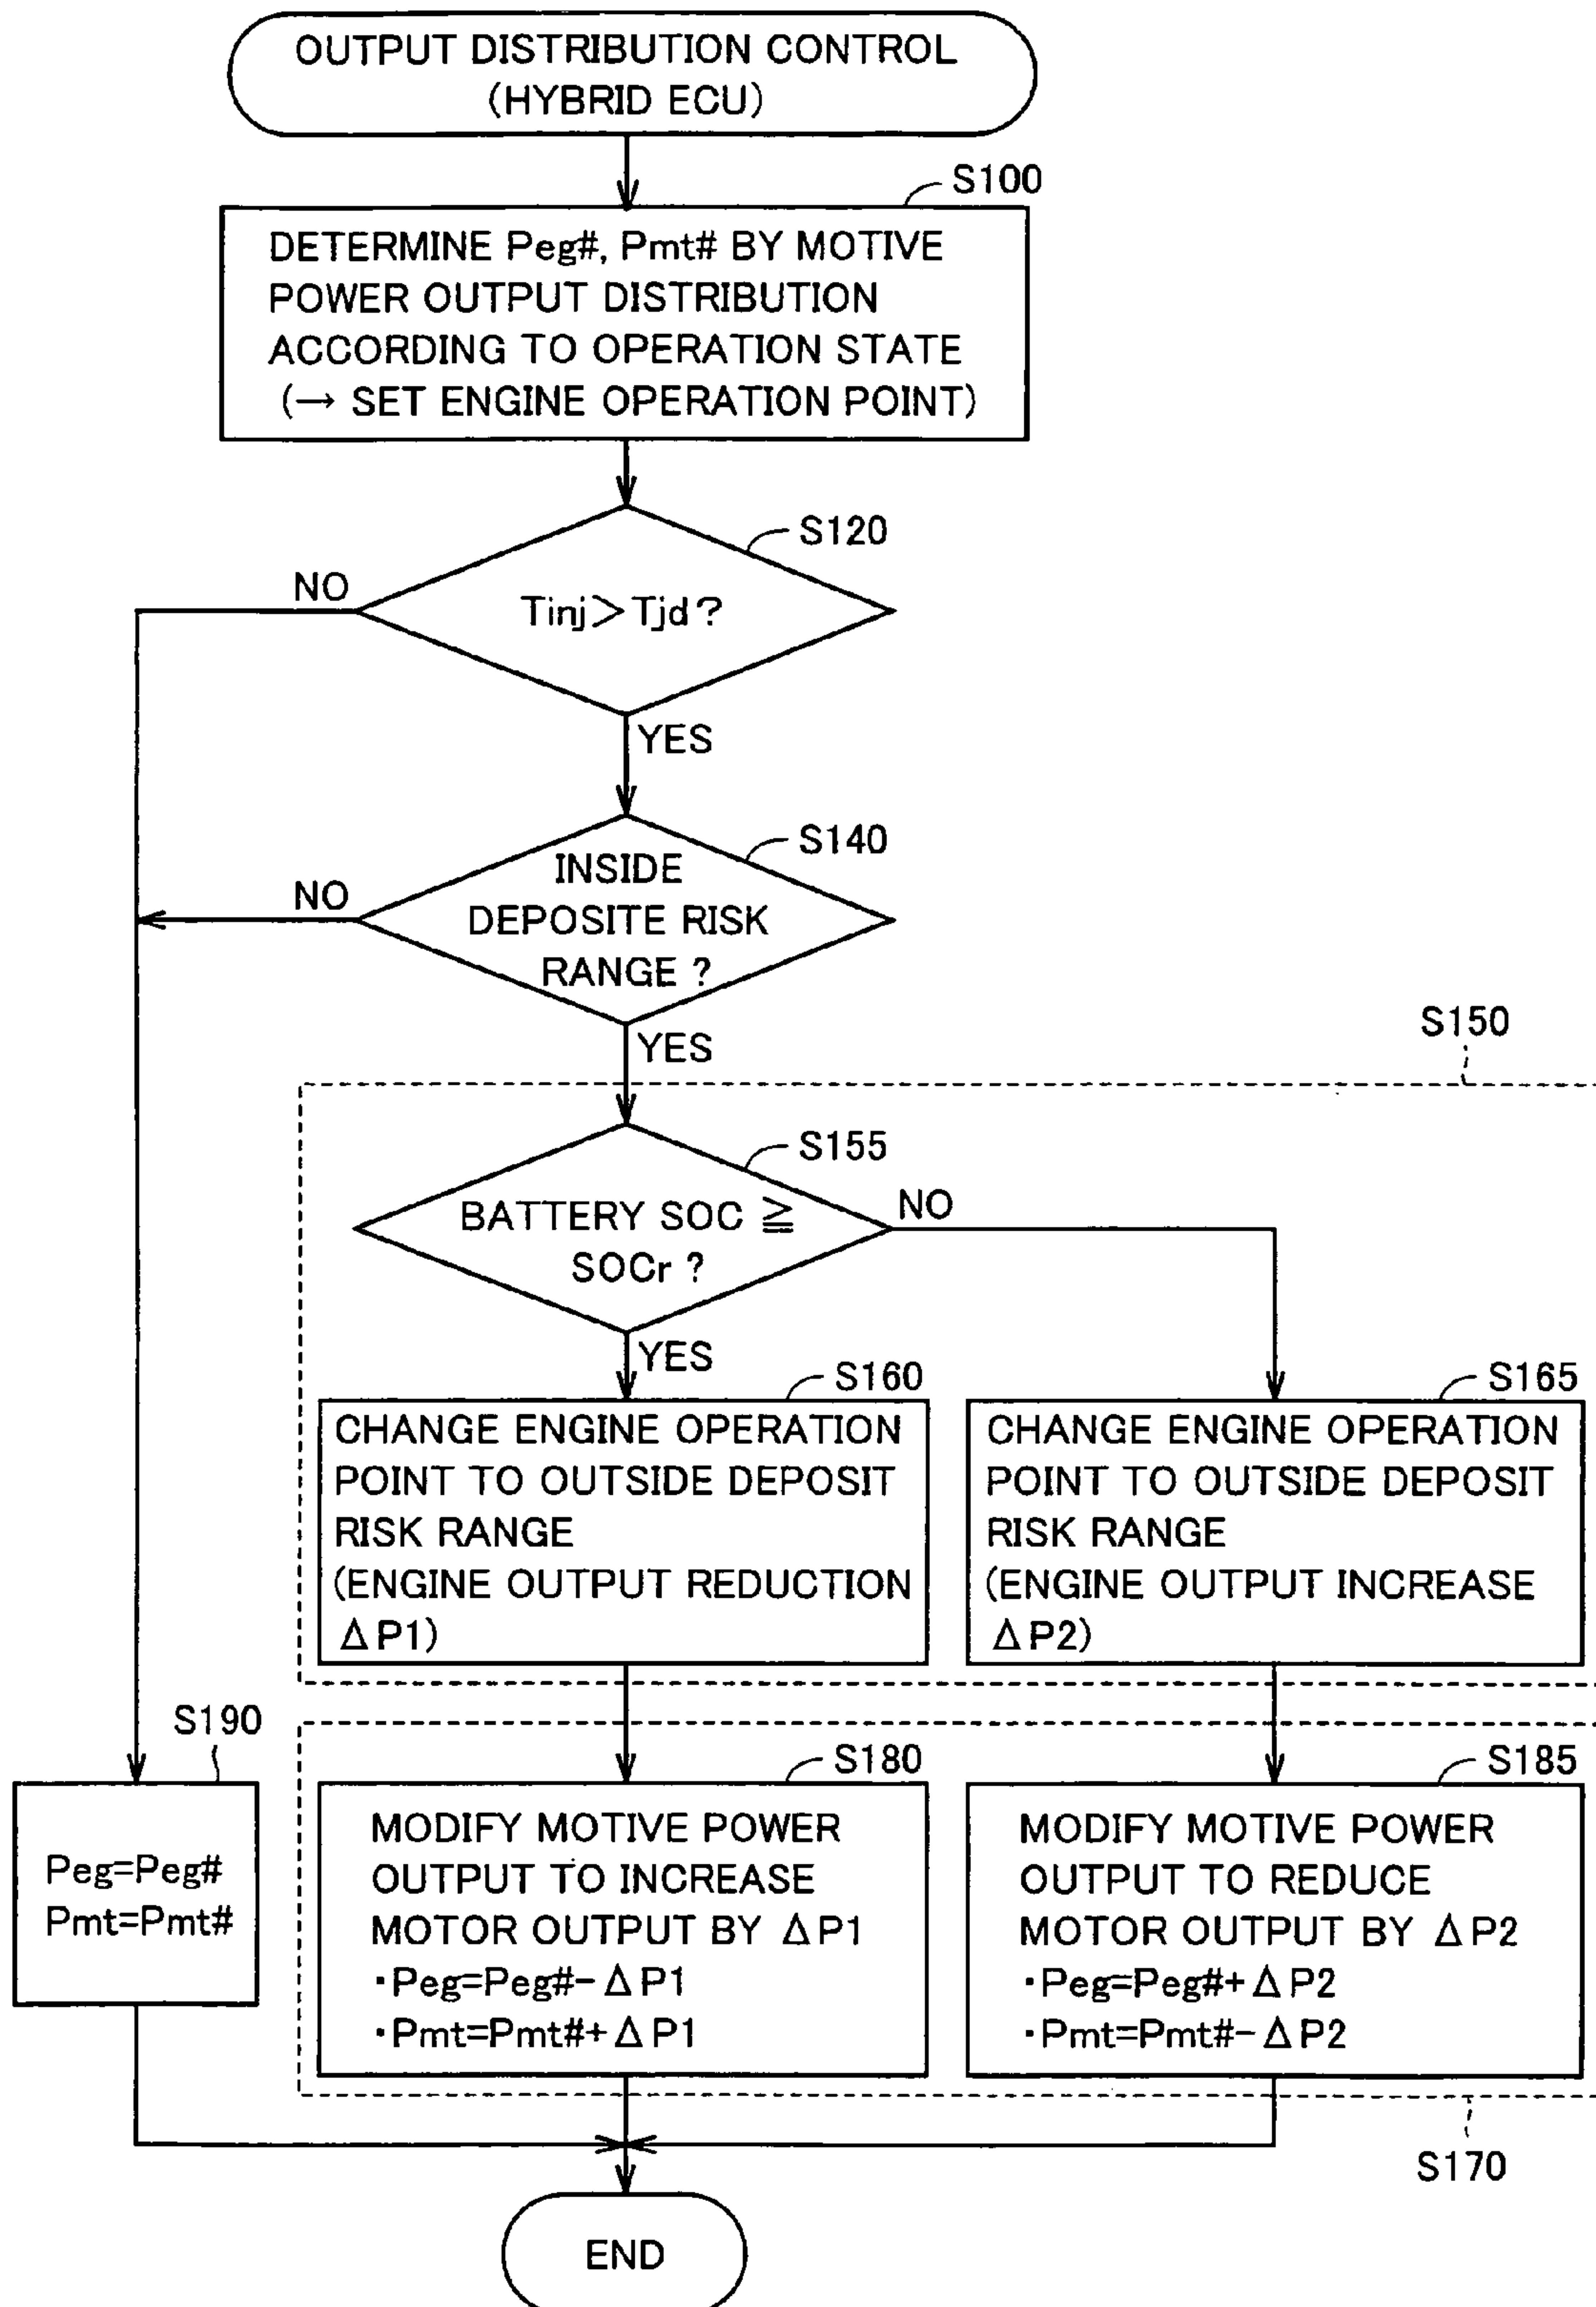 OUTPUT DISTRIBUTION CONTROL
(HYBRID ECU)
S100
DETERMINE Peg#, Pmt# BY MOTIVE
POWER OUTPUT DISTRIBUTION
ACCORDING TO OPERATION STATE
(→ SET ENGINE OPERATION POINT)
S120
NO
Tinj>Tjd?
YES
S140
NO
INSIDE
DEPOSITE RISK
RANGE ?
YES
S150
S155
BATTERY SOC ≧
SOCr ?
NO
YES
S160
CHANGE ENGINE OPERATION
POINT TO OUTSIDE DEPOSIT
RISK RANGE
(ENGINE OUTPUT REDUCTION
ΔP1)
S165
CHANGE ENGINE OPERATION
POINT TO OUTSIDE DEPOSIT
RISK RANGE
(ENGINE OUTPUT INCREASE
ΔP2)
S190
Peg=Peg#
Pmt=Pmt#
S180
MODIFY MOTIVE POWER
OUTPUT TO INCREASE
MOTOR OUTPUT BY ΔP1
・Peg=Peg#-ΔP1
・Pmt=Pmt#+ΔP1
S185
MODIFY MOTIVE POWER
OUTPUT TO REDUCE
MOTOR OUTPUT BY ΔP2
・Peg=Peg#+ΔP2
・Pmt=Pmt#-ΔP2
S170
END